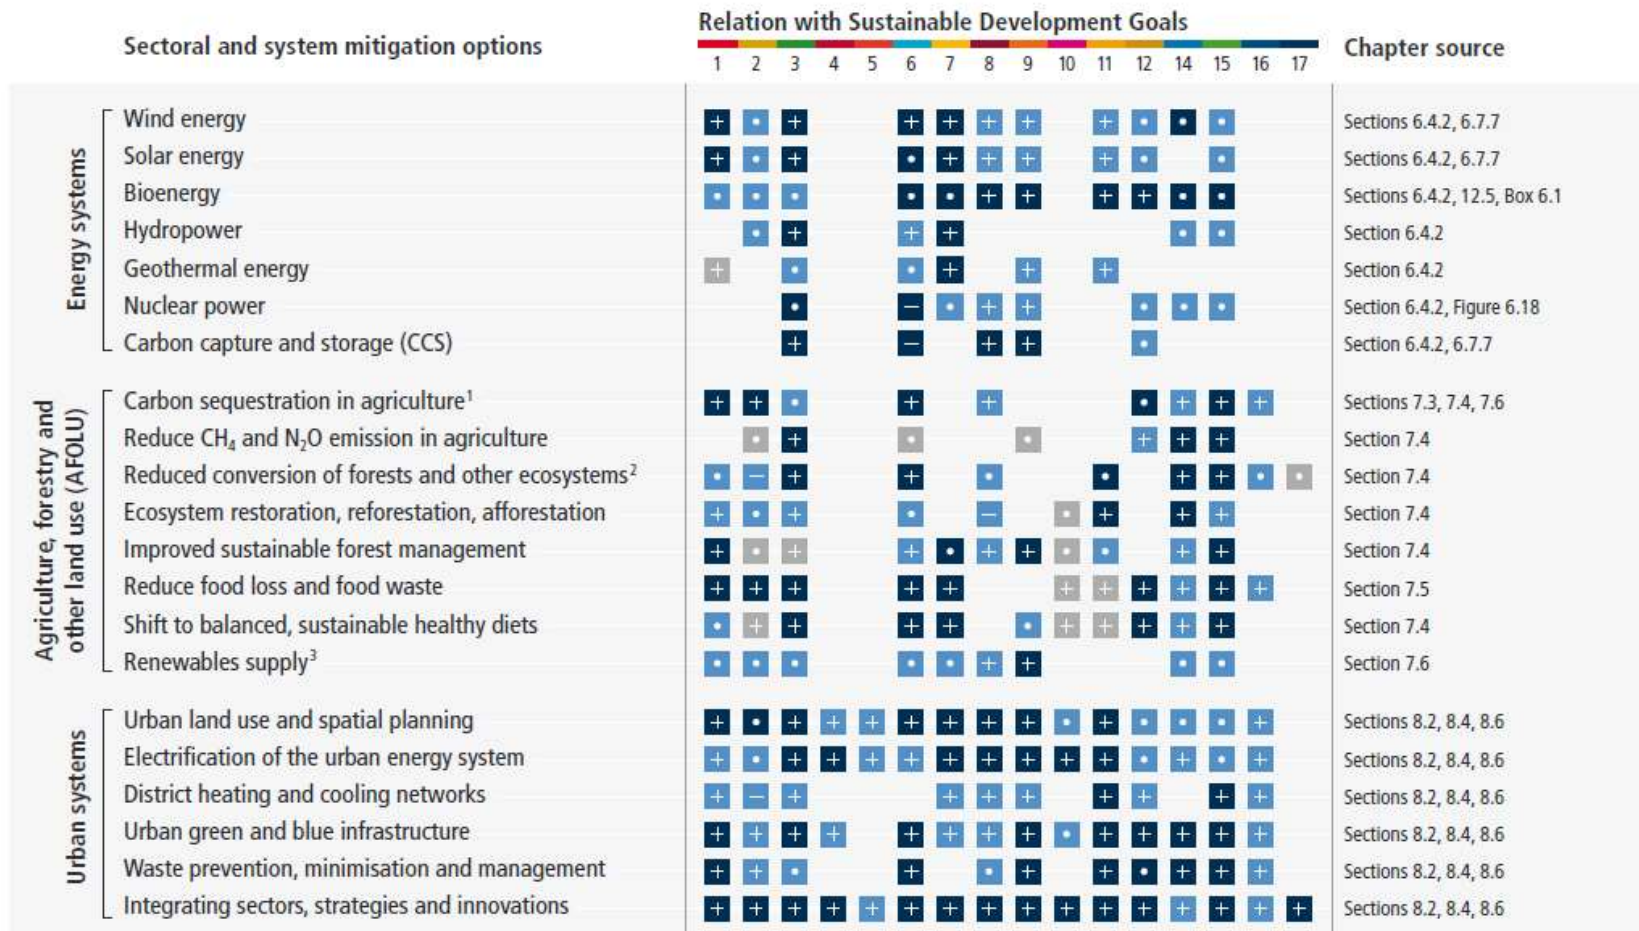 Relation with Sustainable Development Goals
Sectoral and system mitigation options
Chapter source
1 2 3 4 5 6 7 8 9 10 11 12 14 15 16 17
Energy systems
Wind energy + • + + + + + + • • • Sections 6.4.2, 6.7.7
Solar energy + • + • + + + + • • Sections 6.4.2, 6.7.7
Bioenergy • • • • • + + + + • • Sections 6.4.2, 12.5, Box 6.1
Hydropower • + + + • • Section 6.4.2
Geothermal energy + • • + + + Section 6.4.2
Nuclear power • − • + + • • • Section 6.4.2, Figure 6.18
Carbon capture and storage (CCS) + − + + • Section 6.4.2, 6.7.7
Agriculture, forestry and
other land use (AFOLU)
Carbon sequestration in agriculture¹ + + • + + • + + + Sections 7.3, 7.4, 7.6
Reduce CH₄ and N₂O emission in agriculture • + • • + + + Section 7.4
Reduced conversion of forests and other ecosystems² • − + + • • + + • • Section 7.4
Ecosystem restoration, reforestation, afforestation + • + • − • + + + Section 7.4
Improved sustainable forest management + • + + • + + • • + + Section 7.4
Reduce food loss and food waste + + + + + + + + + + + Section 7.5
Shift to balanced, sustainable healthy diets • + + + + • + + + + + Section 7.4
Renewables supply³ • • • • • + + • • Section 7.6
Urban systems
Urban land use and spatial planning + • + + + + + + + • + • • • + Sections 8.2, 8.4, 8.6
Electrification of the urban energy system + • + + + + + + + + + • + • + Sections 8.2, 8.4, 8.6
District heating and cooling networks + − + + + + + + + + Sections 8.2, 8.4, 8.6
Urban green and blue infrastructure + + + + + + + + • + + + + + Sections 8.2, 8.4, 8.6
Waste prevention, minimisation and management + + • + • + + • + + + Sections 8.2, 8.4, 8.6
Integrating sectors, strategies and innovations + + + + + + + + + + + + + + + + Sections 8.2, 8.4, 8.6